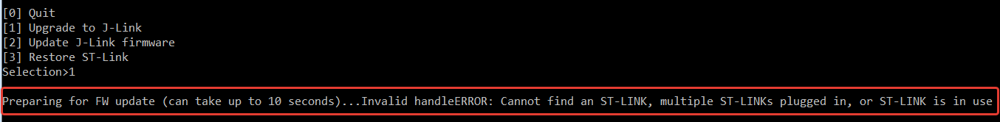 [0] Quit
[1] Upgrade to J-Link
[2] Update J-Link firmware
[3] Restore ST-Link
Selection>1
Preparing for FW update (can take up to 10 seconds)...Invalid handleERROR: Cannot find an ST-LINK, multiple ST-LINKs plugged in, or ST-LINK is in use